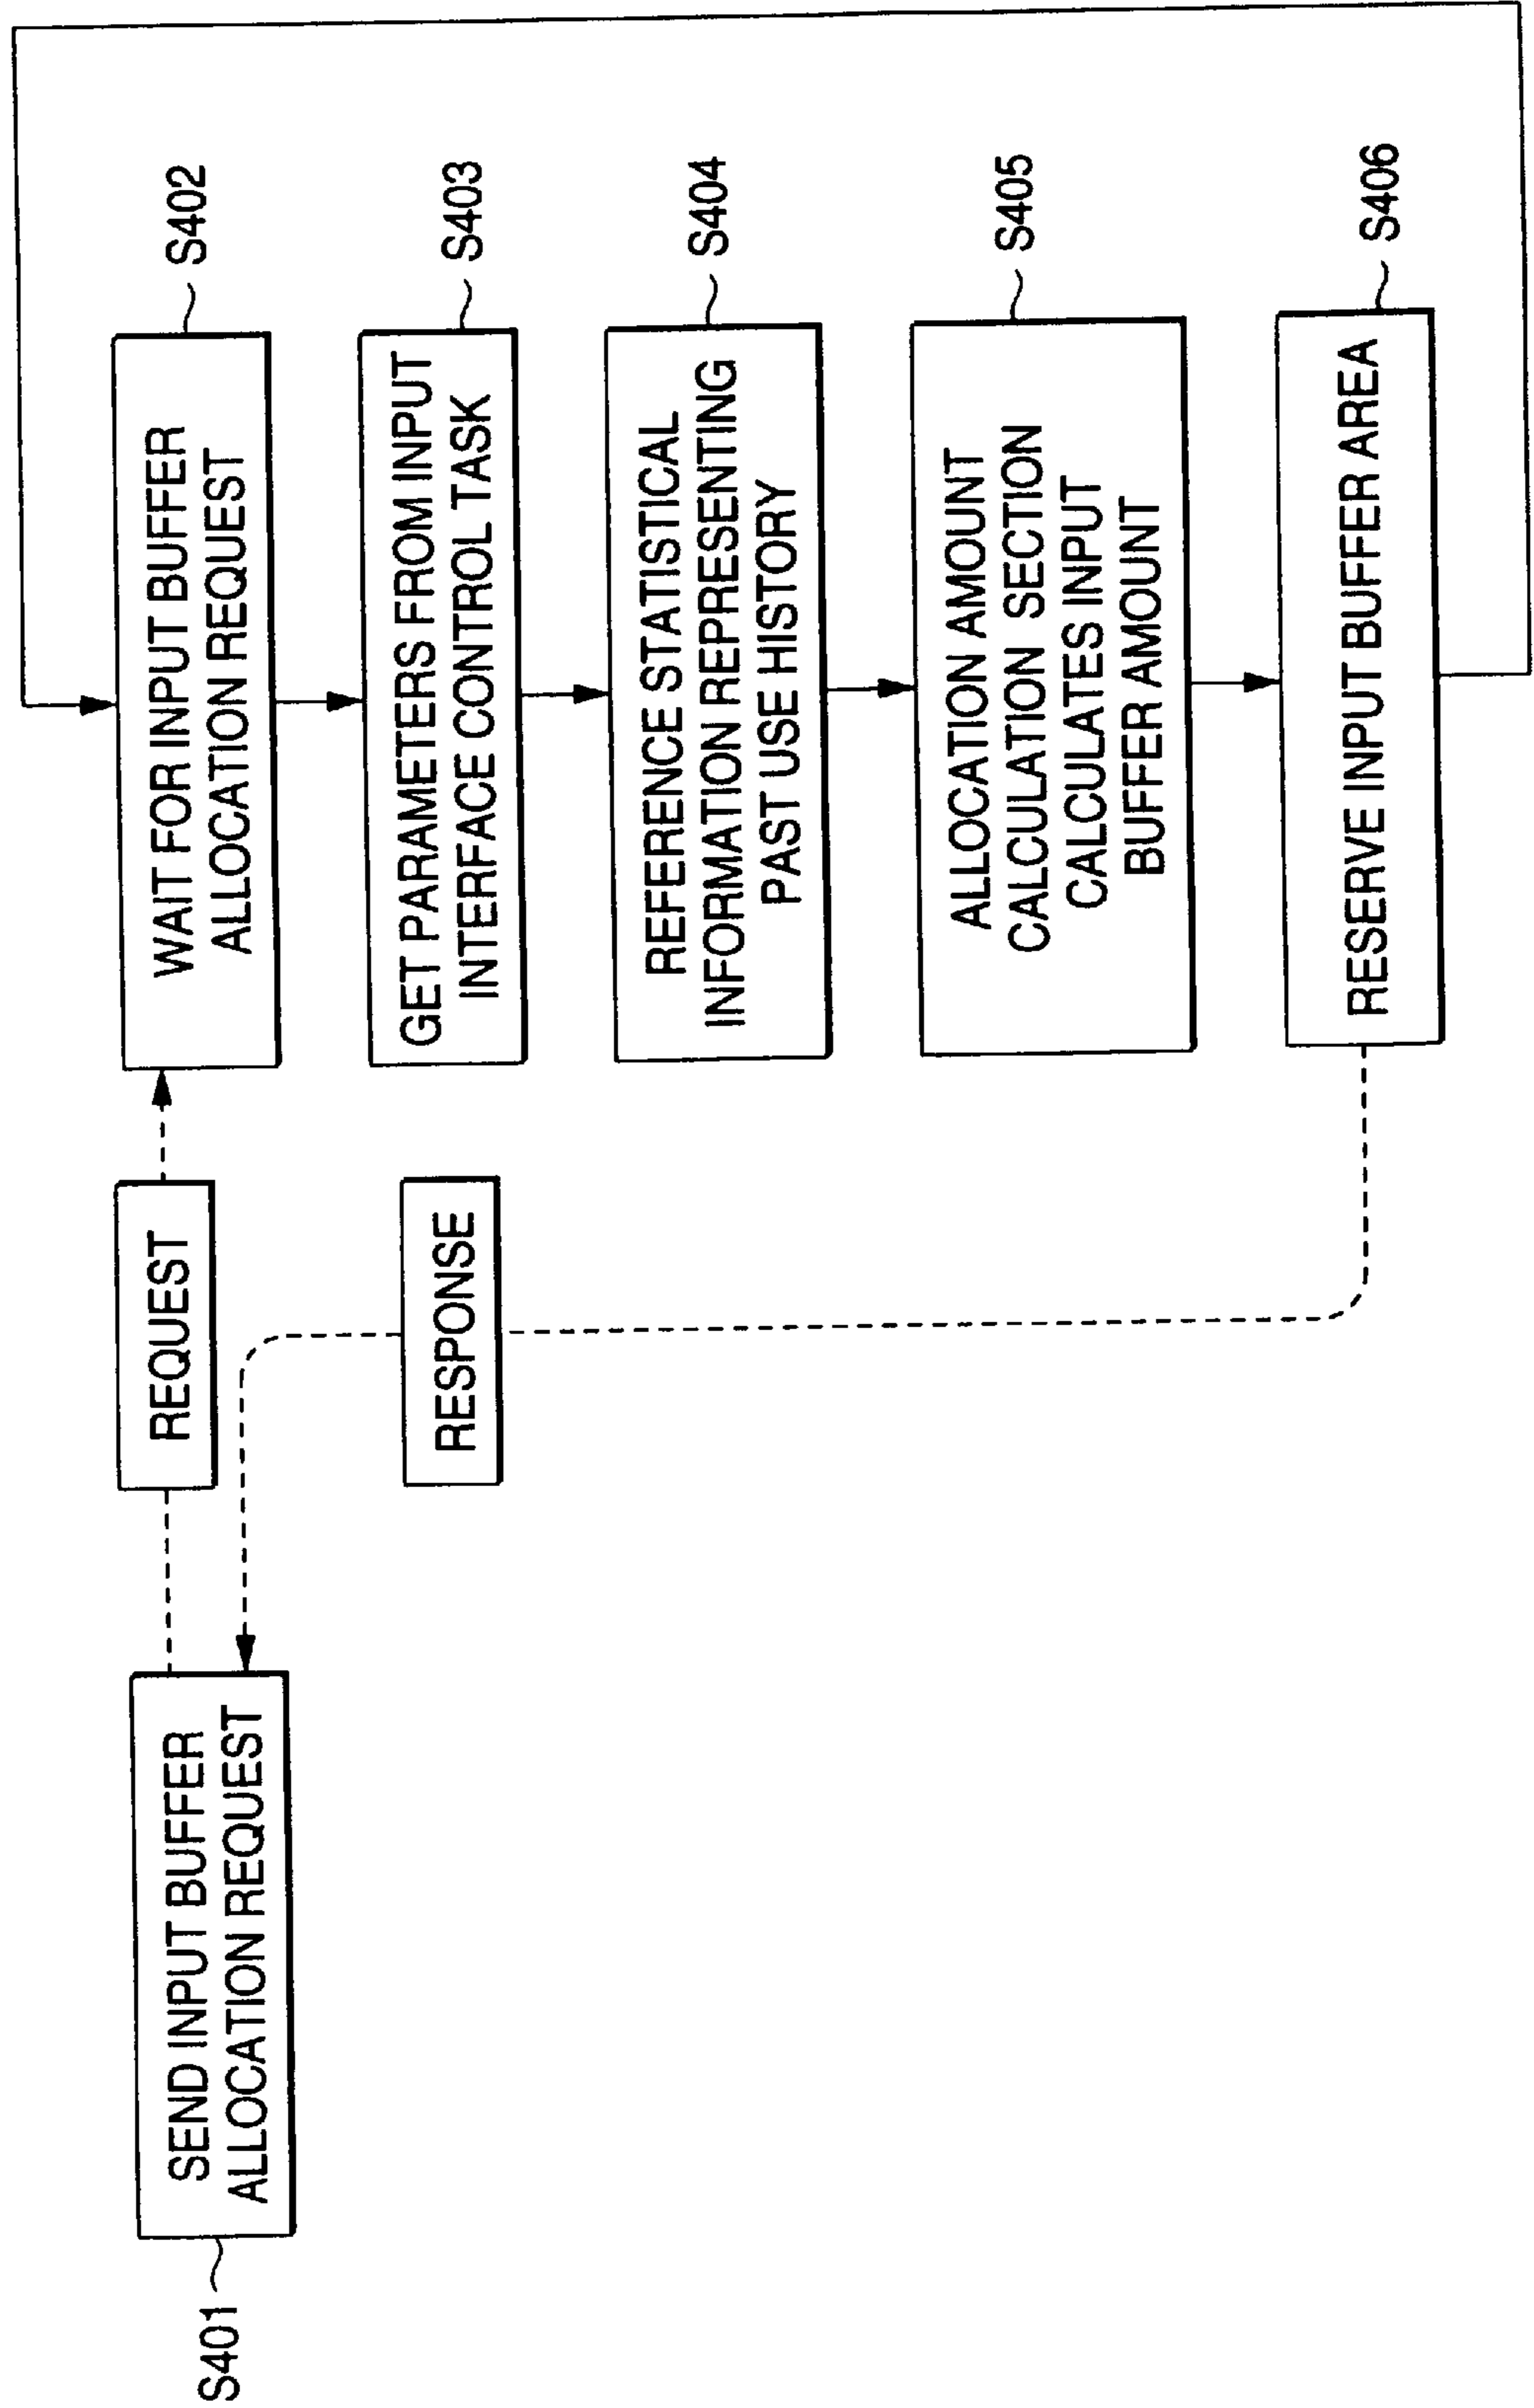 S401
SEND INPUT BUFFER
ALLOCATION REQUEST
REQUEST
RESPONSE
WAIT FOR INPUT BUFFER
ALLOCATION REQUEST
S402
GET PARAMETERS FROM INPUT
INTERFACE CONTROL TASK
S403
REFERENCE STATISTICAL
INFORMATION REPRESENTING
PAST USE HISTORY
S404
ALLOCATION AMOUNT
CALCULATION SECTION
CALCULATES INPUT
BUFFER AMOUNT
S405
RESERVE INPUT BUFFER AREA
S406